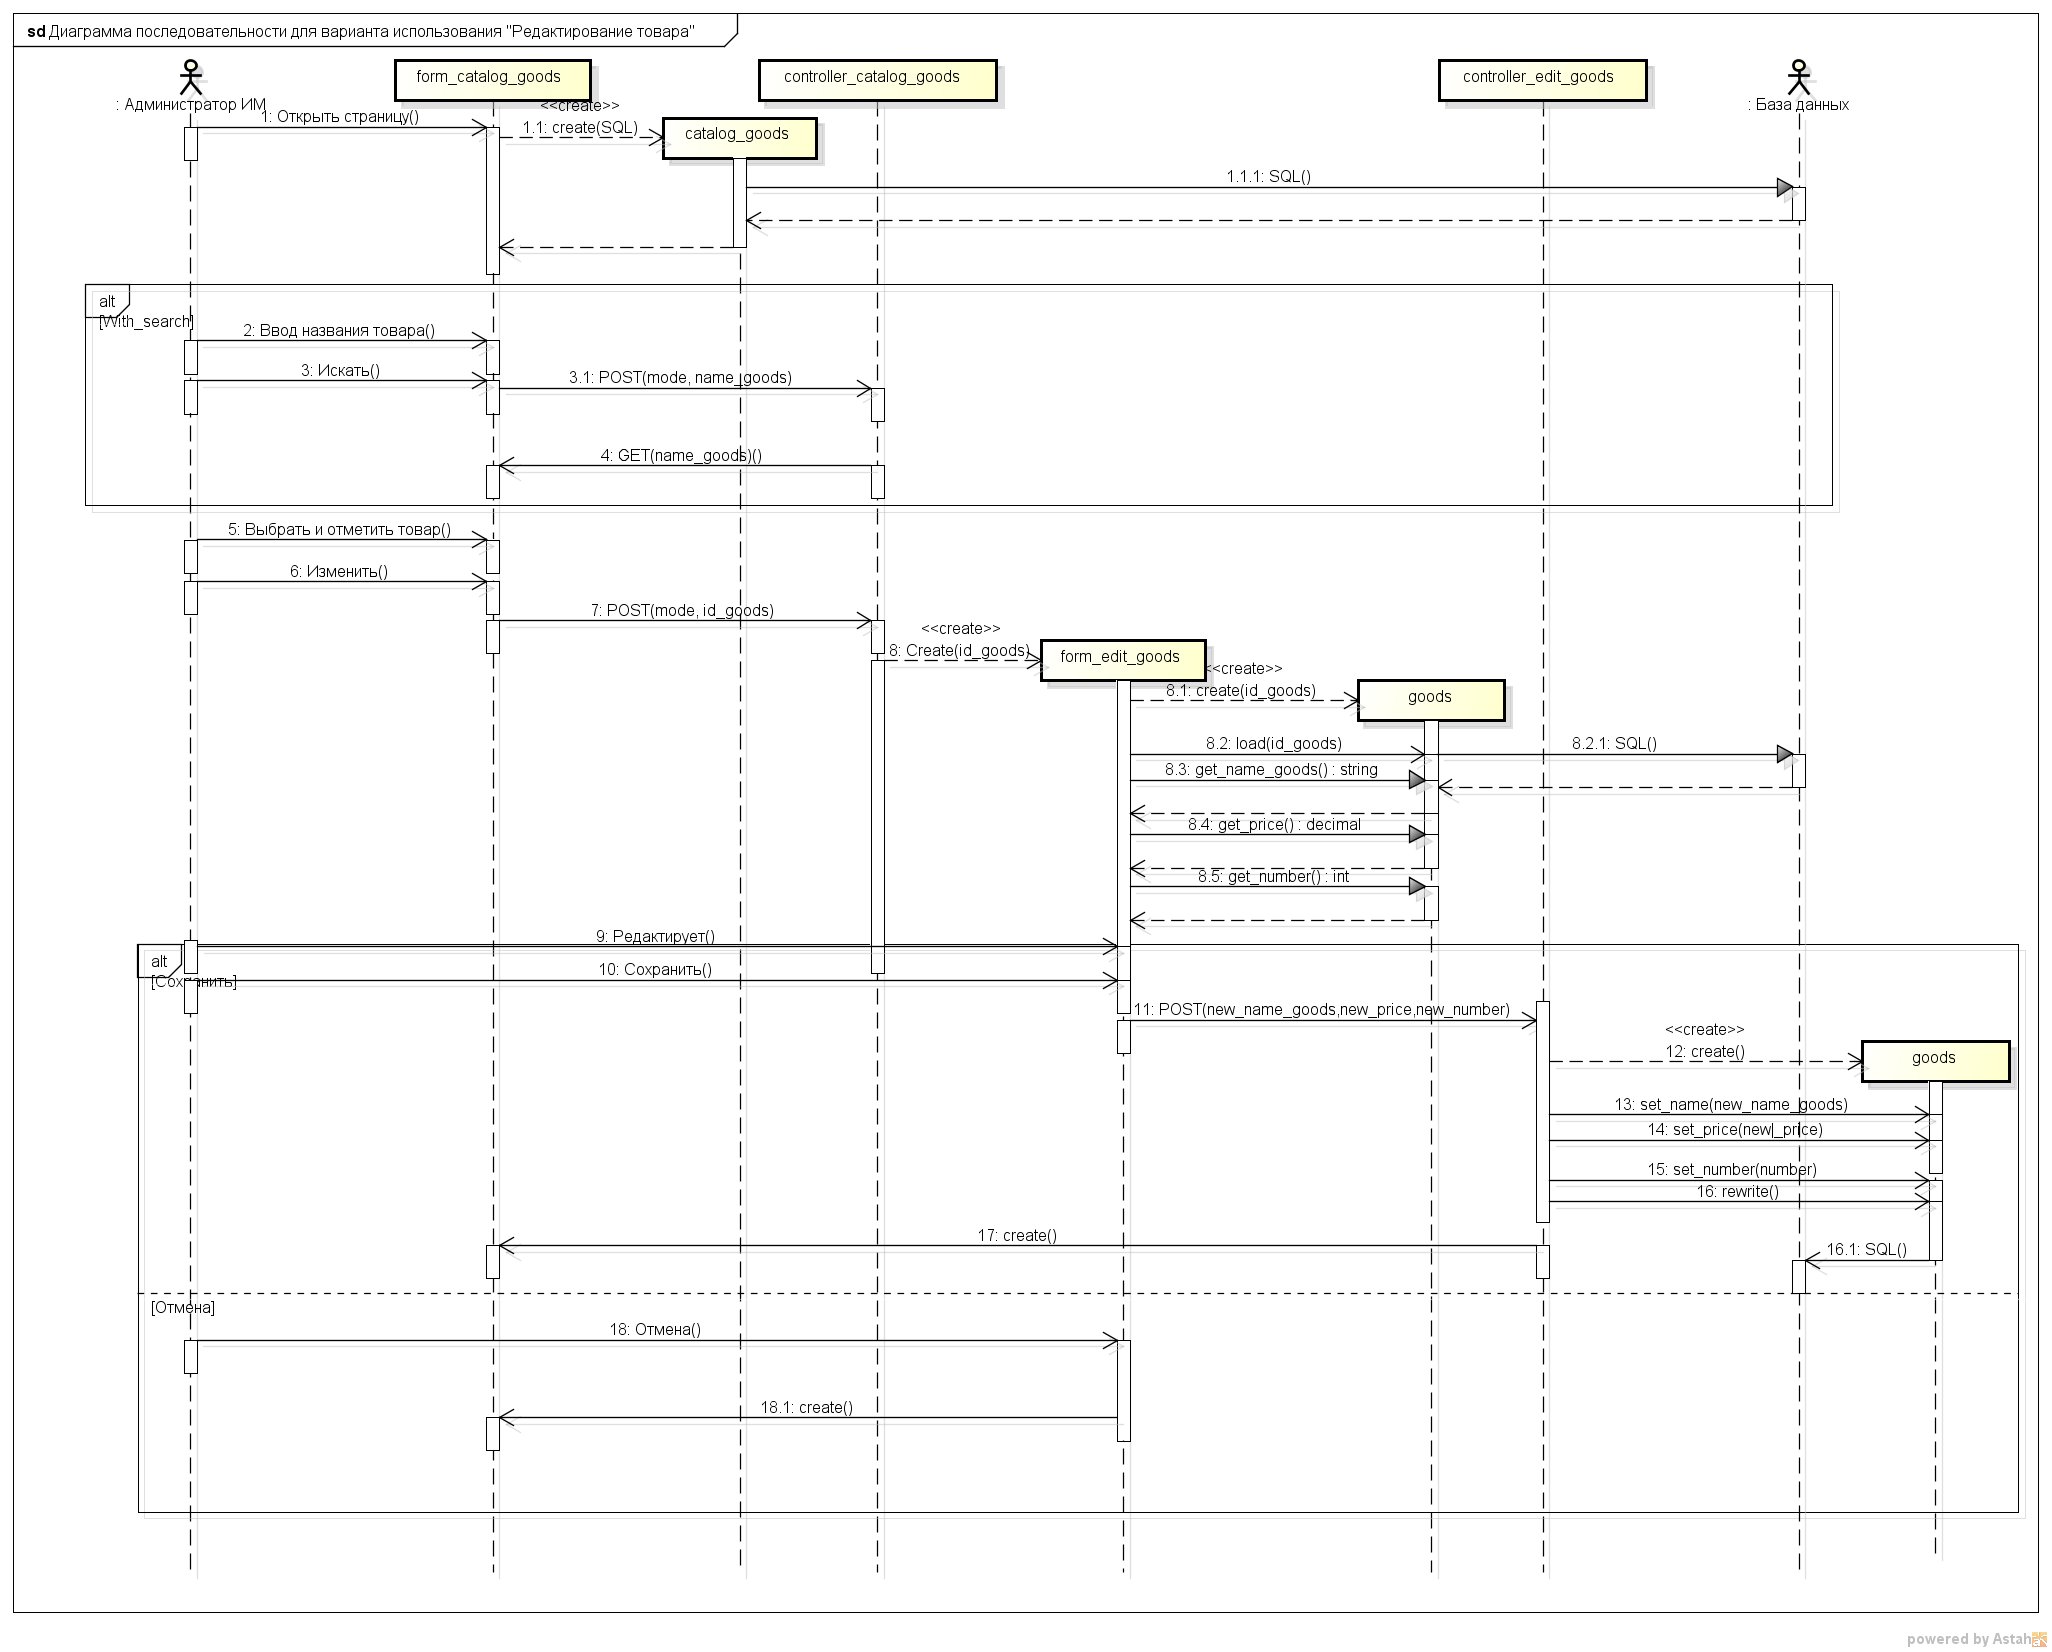 sd Диаграмма последовательности для варианта использования "Редактирование товара"
form_catalog_goods
controller_catalog_goods
controller_edit_goods
: Администратор ИМ
: База данных
<<create>>
1: Открыть страницу()
1.1: create(SQL)
catalog_goods
1.1.1: SQL()
alt
[With_search]
2: Ввод названия товара()
3: Искать()
3.1: POST(mode, name_goods)
4: GET(name_goods)()
5: Выбрать и отметить товар()
6: Изменить()
7: POST(mode, id_goods)
<<create>>
8: Create(id_goods)
form_edit_goods
<<create>>
8.1: create(id_goods)
goods
8.2: load(id_goods)
8.2.1: SQL()
8.3: get_name_goods() : string
8.4: get_price() : decimal
8.5: get_number() : int
9: Редактирует()
alt
[Сохранить]
10: Сохранить()
11: POST(new_name_goods,new_price,new_number)
<<create>>
12: create()
goods
13: set_name(new_name_goods)
14: set_price(new_price)
15: set_number(number)
16: rewrite()
17: create()
16.1: SQL()
[Отмена]
18: Отмена()
18.1: create()
powered by Astah